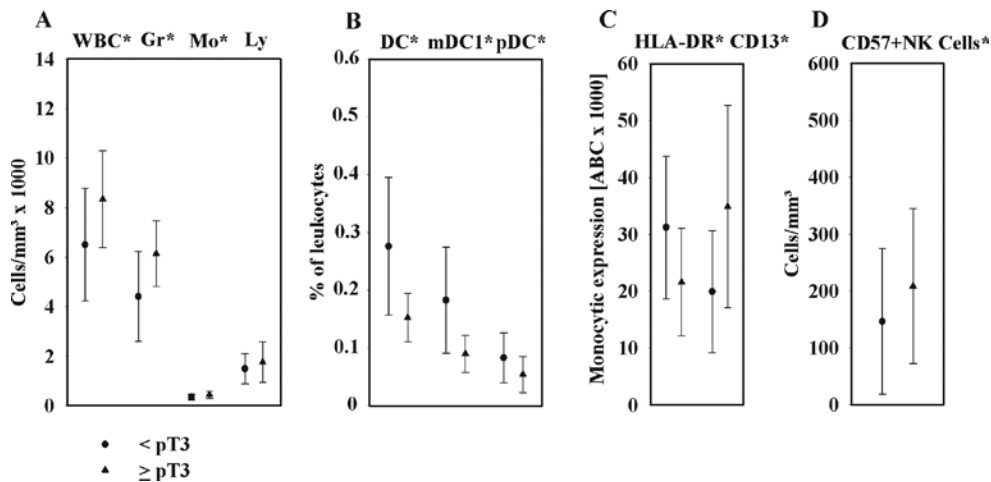 A
WBC* Gr* Mo* Ly
Cells/mm³ x 1000
14
12
10
8
6
4
2
0
B
DC* mDC1* pDC*
% of leukocytes
0.6
0.5
0.4
0.3
0.2
0.1
0
C
HLA-DR* CD13*
Monocytic expression [ABC x 1000]
60
50
40
30
20
10
0
D
CD57+NK Cells*
Cells/mm³
600
500
400
300
200
100
0
< pT3
≥ pT3